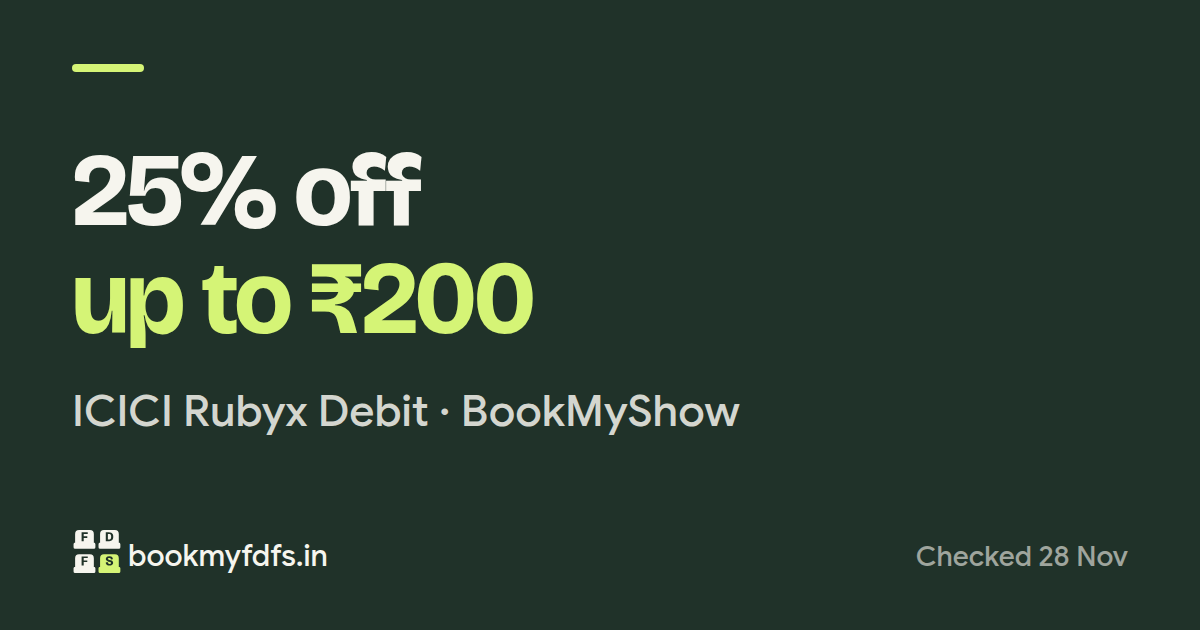 25% off
up to ₹200
ICICI Rubyx Debit · BookMyShow
F D
F S
bookmyfdfs.in
Checked 28 Nov